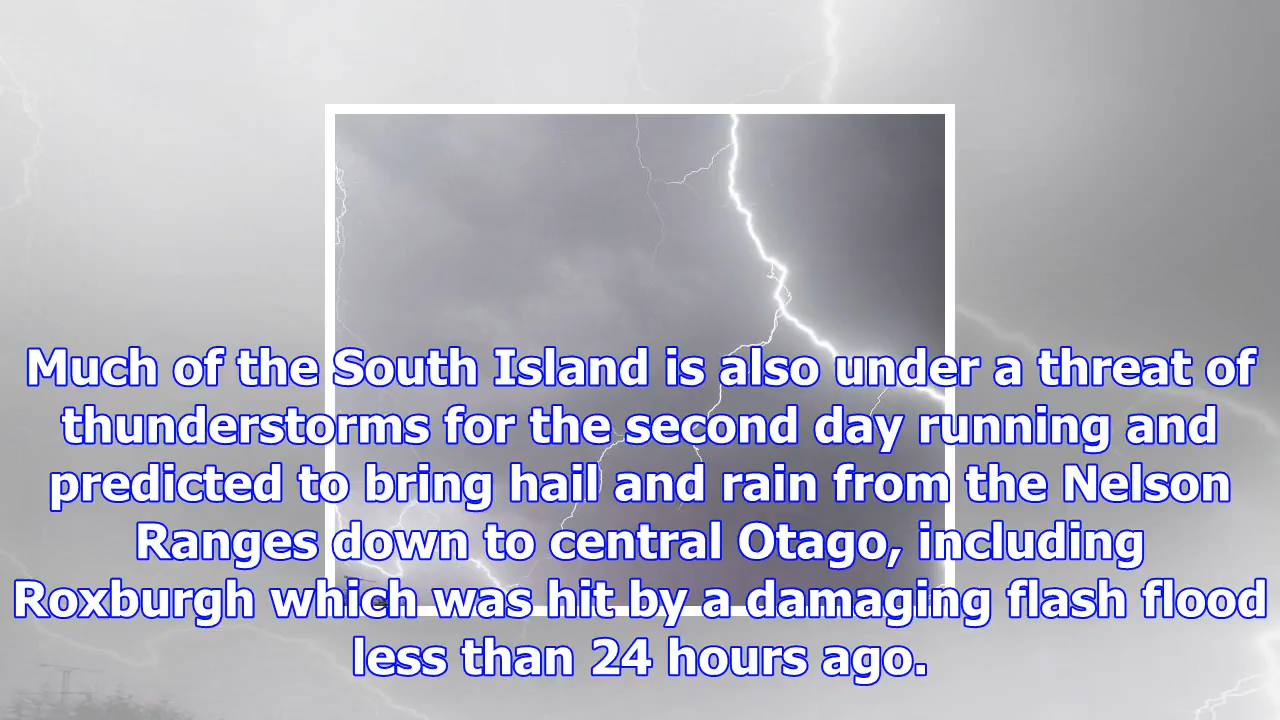 Much of the South Island is also under a threat of
thunderstorms for the second day running and
predicted to bring hail and rain from the Nelson
Ranges down to central Otago, including
Roxburgh which was hit by a damaging flash flood
less than 24 hours ago.